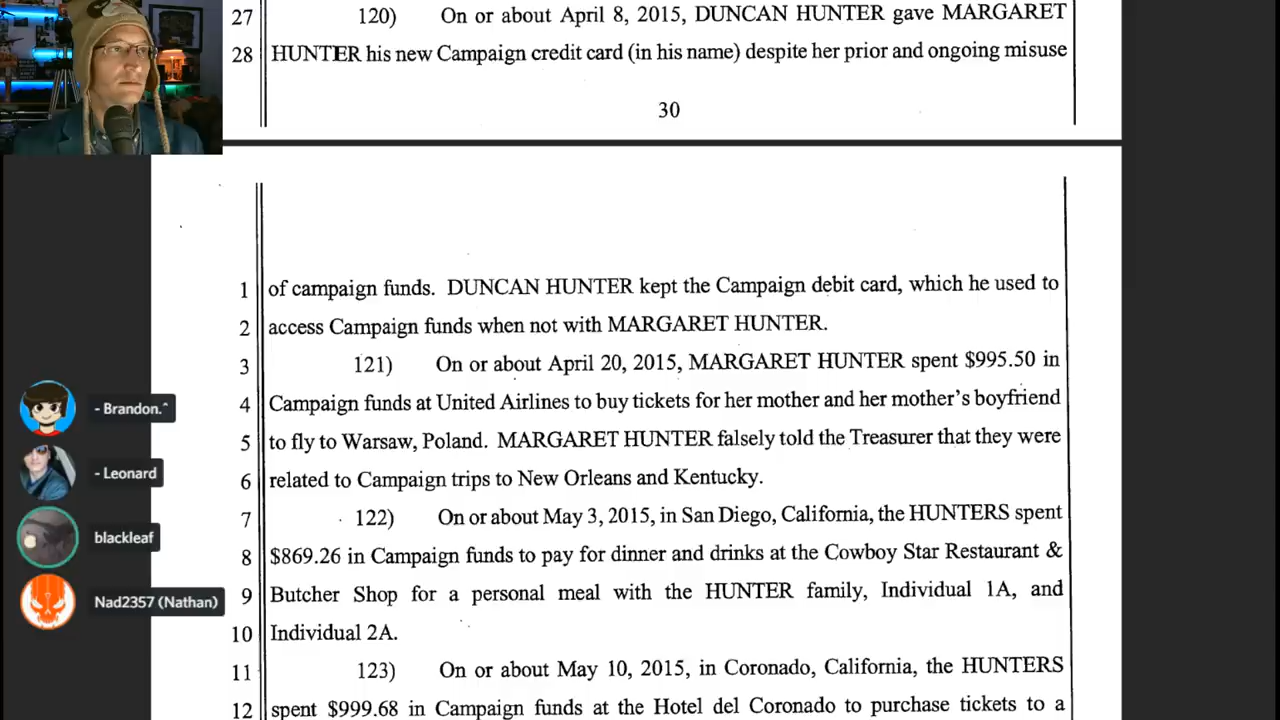 27 120) On or about April 8, 2015, DUNCAN HUNTER gave MARGARET
28 HUNTER his new Campaign credit card (in his name) despite her prior and ongoing misuse
30
1 of campaign funds. DUNCAN HUNTER kept the Campaign debit card, which he used to
2 access Campaign funds when not with MARGARET HUNTER.
3 121) On or about April 20, 2015, MARGARET HUNTER spent $995.50 in
4 Campaign funds at United Airlines to buy tickets for her mother and her mother's boyfriend
5 to fly to Warsaw, Poland. MARGARET HUNTER falsely told the Treasurer that they were
6 related to Campaign trips to New Orleans and Kentucky.
7 122) On or about May 3, 2015, in San Diego, California, the HUNTERS spent
8 $869.26 in Campaign funds to pay for dinner and drinks at the Cowboy Star Restaurant &
9 Butcher Shop for a personal meal with the HUNTER family, Individual 1A, and
10 Individual 2A.
11 123) On or about May 10, 2015, in Coronado, California, the HUNTERS
12 spent $999.68 in Campaign funds at the Hotel del Coronado to purchase tickets to a
- Brandon.^
- Leonard
blackleaf
Nad2357 (Nathan)